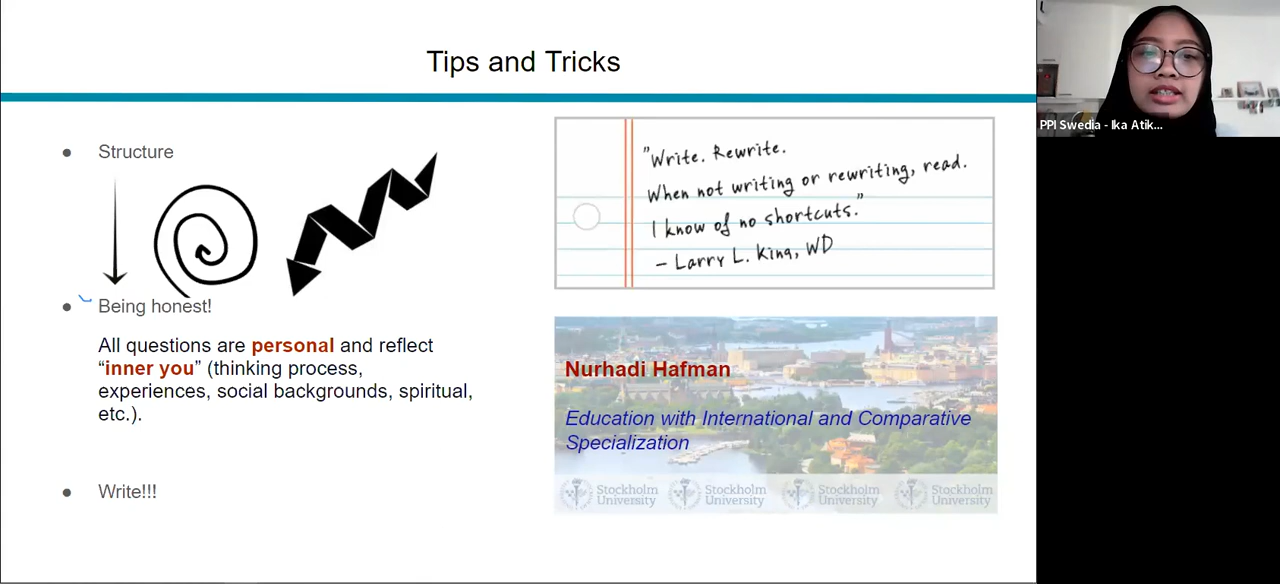 Tips and Tricks
Structure
Being honest!
All questions are personal and reflect
“inner you” (thinking process,
experiences, social backgrounds, spiritual,
etc.).
Write!!!
"Write. Rewrite.
When not writing or rewriting, read.
I know of no shortcuts."
– Larry L. King, WD
Nurhadi Hafman
Education with International and Comparative
Specialization
Stockholm University Stockholm University Stockholm University Stockholm University
PPI Swedia - Ika Atik...